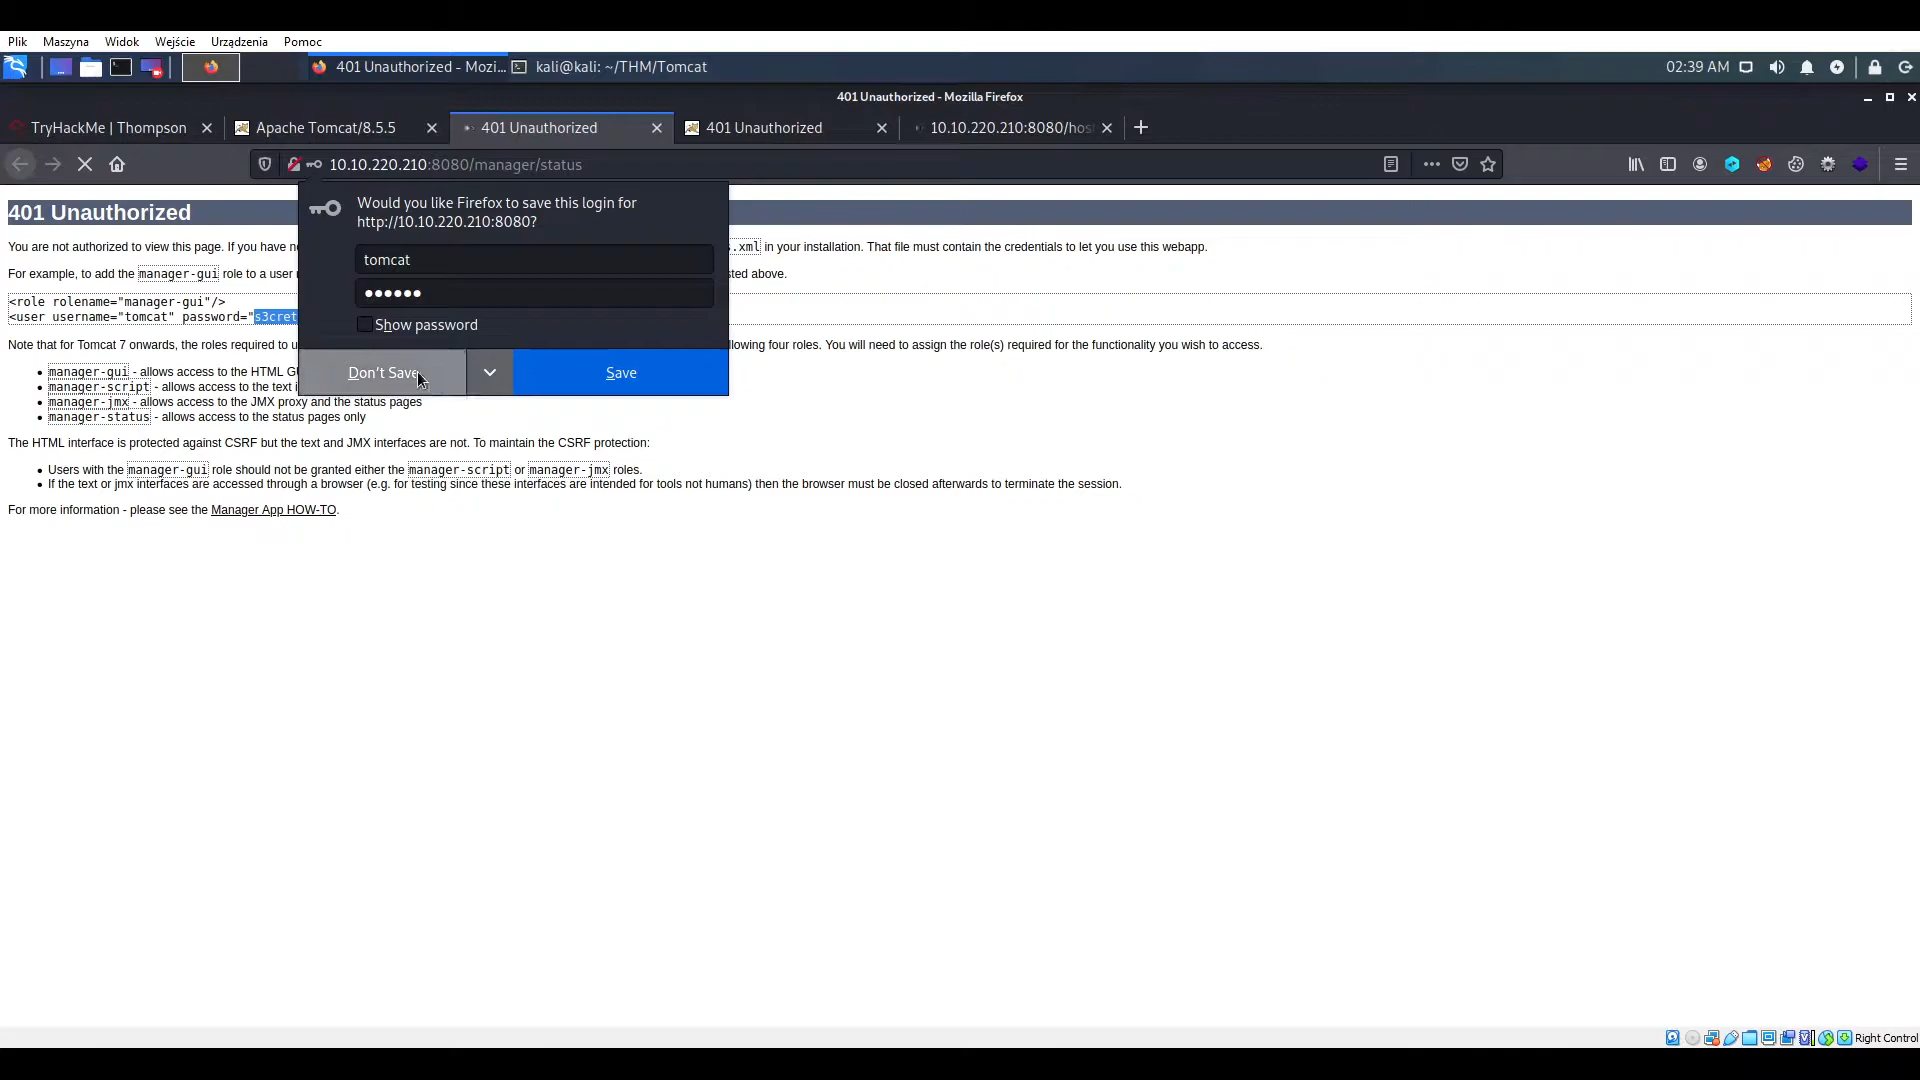 Plik Maszyna Widok Wejście Urządzenia Pomoc
401 Unauthorized - Mozi... kali@kali: ~/THM/Tomcat 02:39 AM
401 Unauthorized - Mozilla Firefox
TryHackMe | Thompson Apache Tomcat/8.5.5 401 Unauthorized 401 Unauthorized 10.10.220.210:8080/hos
10.10.220.210:8080/manager/status
401 Unauthorized
Would you like Firefox to save this login for
http://10.10.220.210:8080?
tomcat
●●●●●●
Show password
Don't Save Save
You are not authorized to view this page. If you have n .xml in your installation. That file must contain the credentials to let you use this webapp.
For example, to add the manager-gui role to a user sted above.
<role rolename="manager-gui"/>
<user username="tomcat" password="s3cret
Note that for Tomcat 7 onwards, the roles required to u llowing four roles. You will need to assign the role(s) required for the functionality you wish to access.
• manager-gui - allows access to the HTML GU
• manager-script - allows access to the text i
• manager-jmx - allows access to the JMX proxy and the status pages
• manager-status - allows access to the status pages only
The HTML interface is protected against CSRF but the text and JMX interfaces are not. To maintain the CSRF protection:
• Users with the manager-gui role should not be granted either the manager-script or manager-jmx roles.
• If the text or jmx interfaces are accessed through a browser (e.g. for testing since these interfaces are intended for tools not humans) then the browser must be closed afterwards to terminate the session.
For more information - please see the Manager App HOW-TO.
Right Control